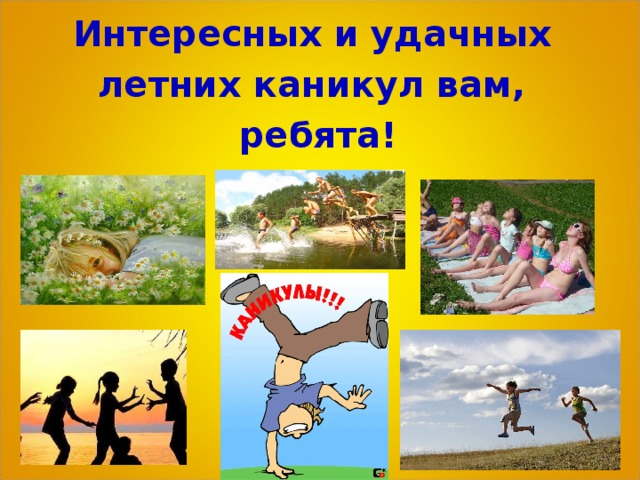 Интересных и удачных
летних каникул вам,
ребята!
КАНИКУЛЫ!!!